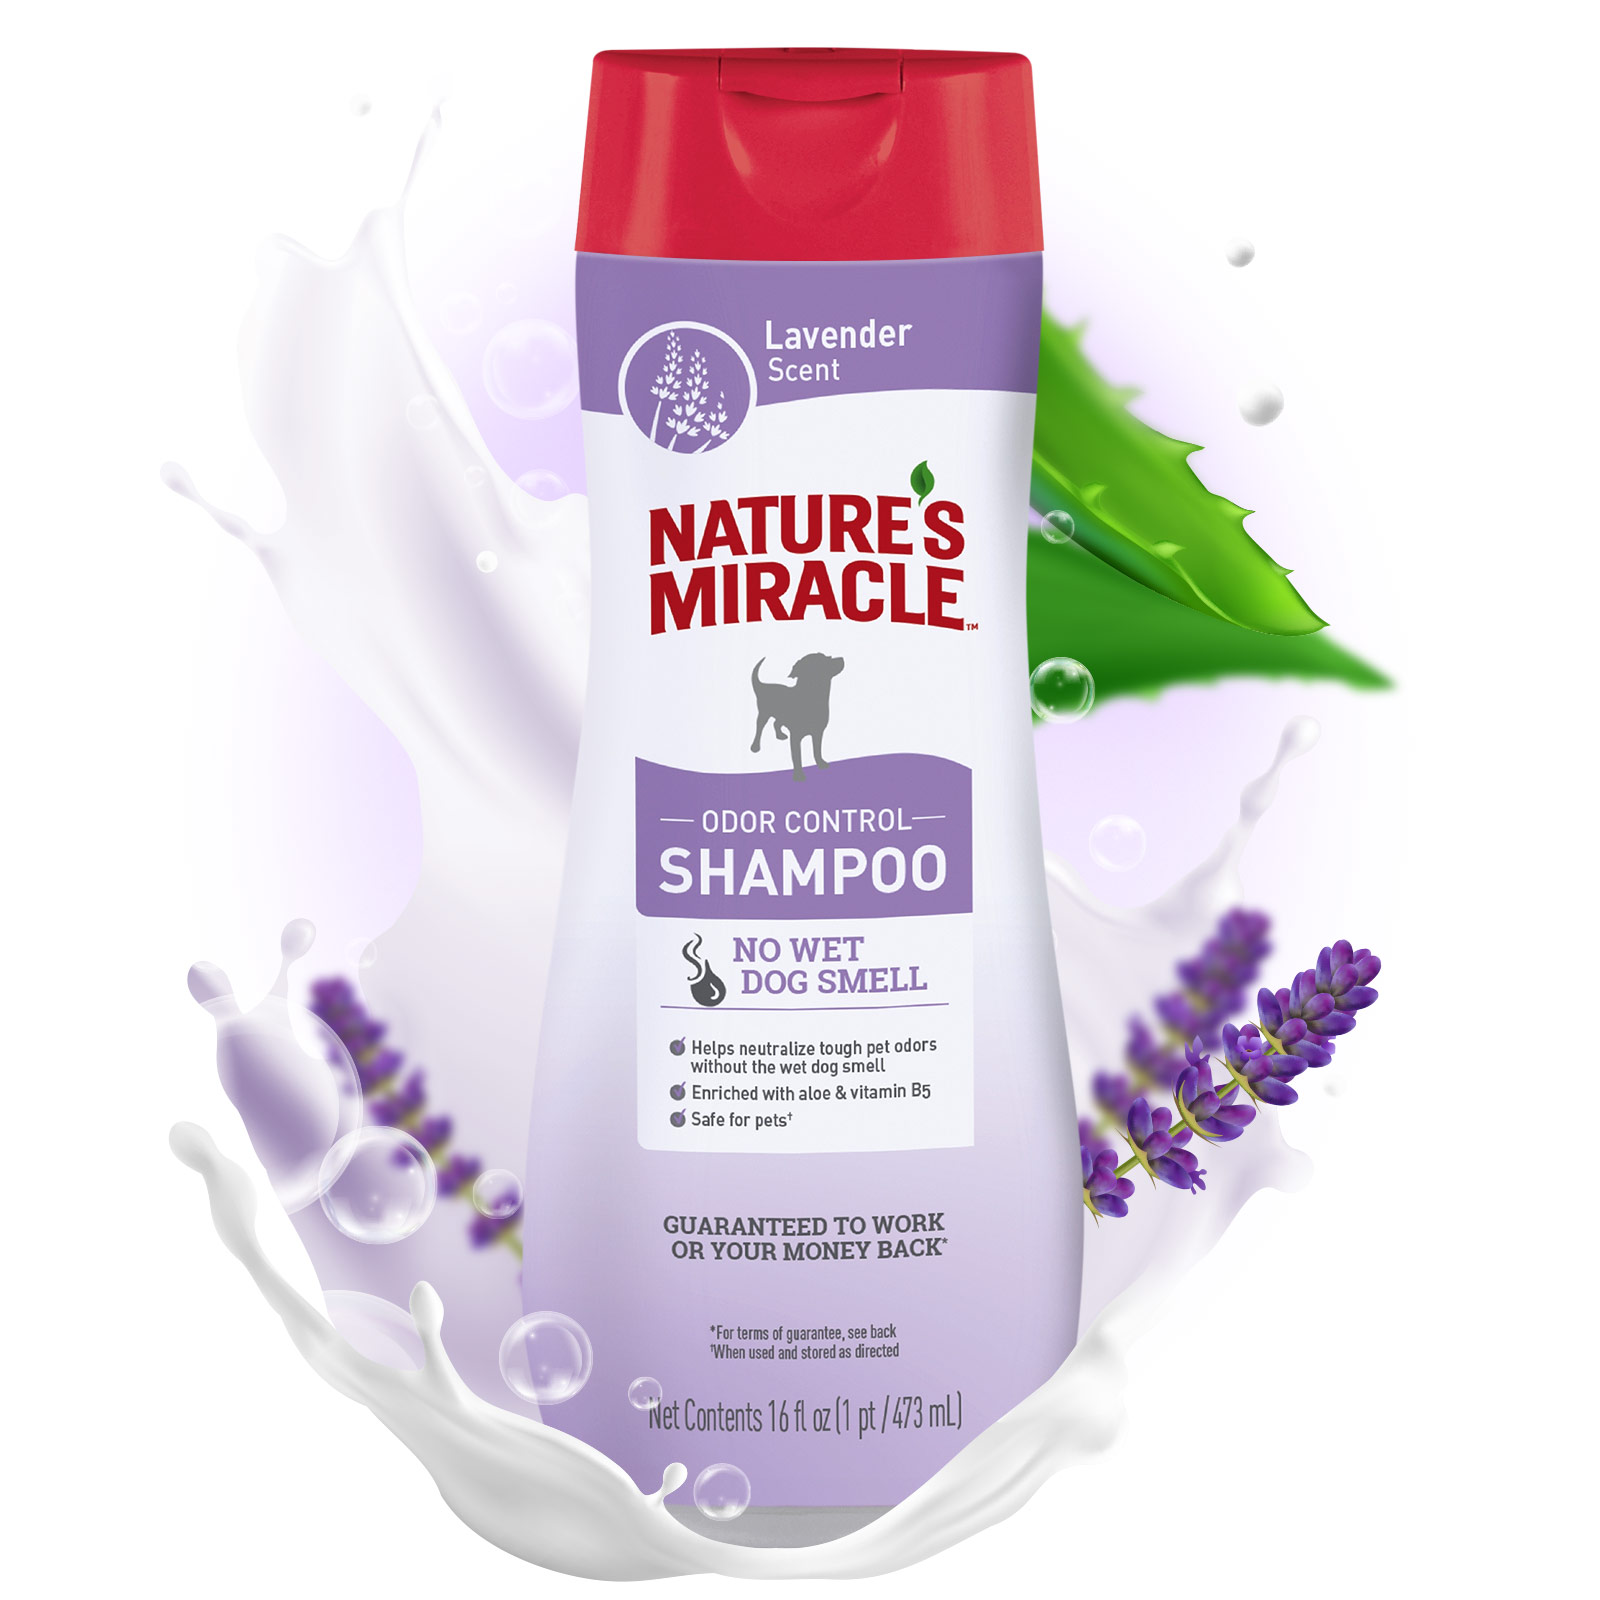 Lavender
Scent
NATURE'S
MIRACLE™
ODOR CONTROL
SHAMPOO
NO WET
DOG SMELL
Helps neutralize tough pet odors
without the wet dog smell
Enriched with aloe & vitamin B5
Safe for pets†
GUARANTEED TO WORK
OR YOUR MONEY BACK*
*For terms of guarantee, see back
†When used and stored as directed
Net Contents 16 fl oz (1 pt / 473 mL)